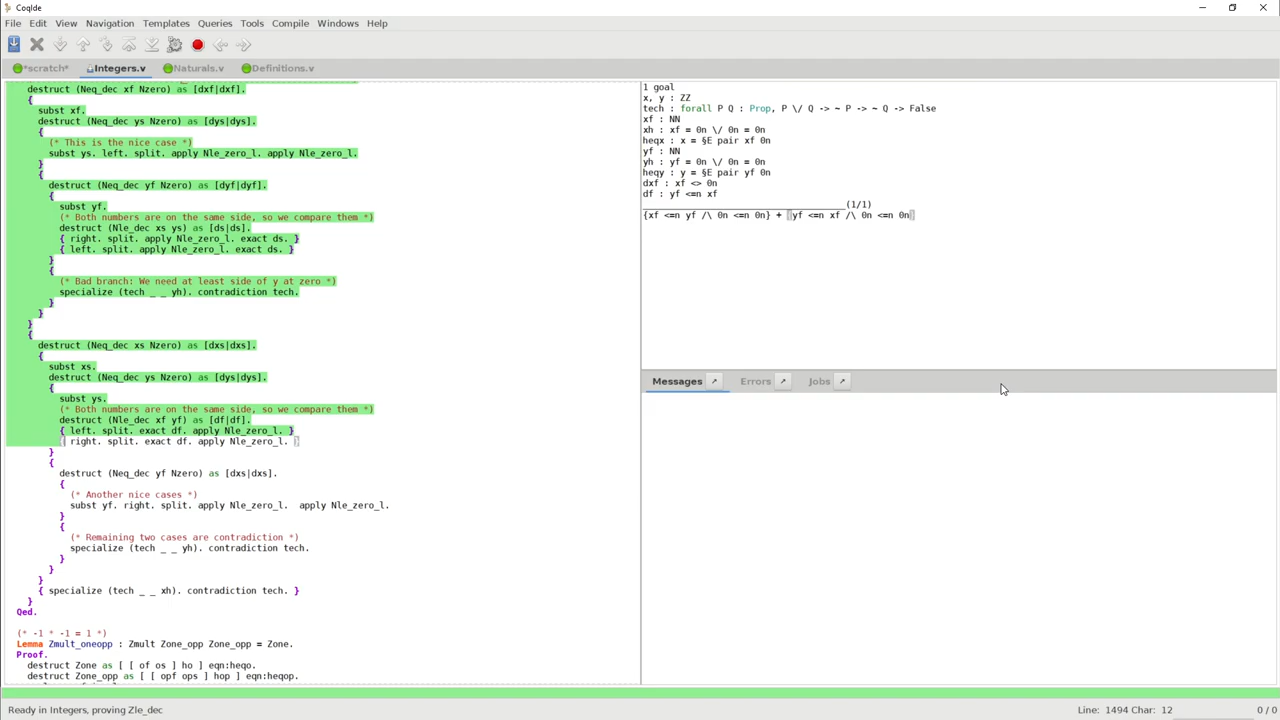 CoqIde
File Edit View Navigation Templates Queries Tools Compile Windows Help
*scratch* Integers.v Naturals.v Definitions.v
destruct (Neq_dec xf Nzero) as [dxf|dxf].
{
subst xf.
destruct (Neq_dec ys Nzero) as [dys|dys].
{
(* This is the nice case *)
subst ys. left. split. apply Nle_zero_l. apply Nle_zero_l.
}
{
destruct (Neq_dec yf Nzero) as [dyf|dyf].
{
subst yf.
(* Both numbers are on the same side, so we compare them *)
destruct (Nle_dec xs ys) as [ds|ds].
{ right. split. apply Nle_zero_l. exact ds. }
{ left. split. apply Nle_zero_l. exact ds. }
}
{
(* Bad branch: We need at least side of y at zero *)
specialize (tech _ _ yh). contradiction tech.
}
}
}
{
destruct (Neq_dec xs Nzero) as [dxs|dxs].
{
subst xs.
destruct (Neq_dec ys Nzero) as [dys|dys].
{
subst ys.
(* Both numbers are on the same side, so we compare them *)
destruct (Nle_dec xf yf) as [df|df].
{ left. split. exact df. apply Nle_zero_l. }
{ right. split. exact df. apply Nle_zero_l. }
}
{
destruct (Neq_dec yf Nzero) as [dxs|dxs].
{
(* Another nice cases *)
subst yf. right. split. apply Nle_zero_l.  apply Nle_zero_l.
}
{
(* Remaining two cases are contradiction *)
specialize (tech _ _ yh). contradiction tech.
}
}
}
{ specialize (tech _ _ xh). contradiction tech. }
}
Qed.
(* -1 * -1 = 1 *)
Lemma Zmult_oneopp : Zmult Zone_opp Zone_opp = Zone.
Proof.
destruct Zone as [ [ of os ] ho ] eqn:heqo.
destruct Zone_opp as [ [ opf ops ] hop ] eqn:heqop.
1 goal
x, y : ZZ
tech : forall P Q : Prop, P \/ Q -> ~ P -> ~ Q -> False
xf : NN
xh : xf = 0n \/ 0n = 0n
heqx : x = §E pair xf 0n
yf : NN
yh : yf = 0n \/ 0n = 0n
heqy : y = §E pair yf 0n
dxf : xf <> 0n
df : yf <=n xf
(1/1)
{xf <=n yf /\ 0n <=n 0n} + {yf <=n xf /\ 0n <=n 0n}
Messages Errors Jobs
Ready in Integers, proving Zle_dec Line: 1494 Char: 12 0 / 0